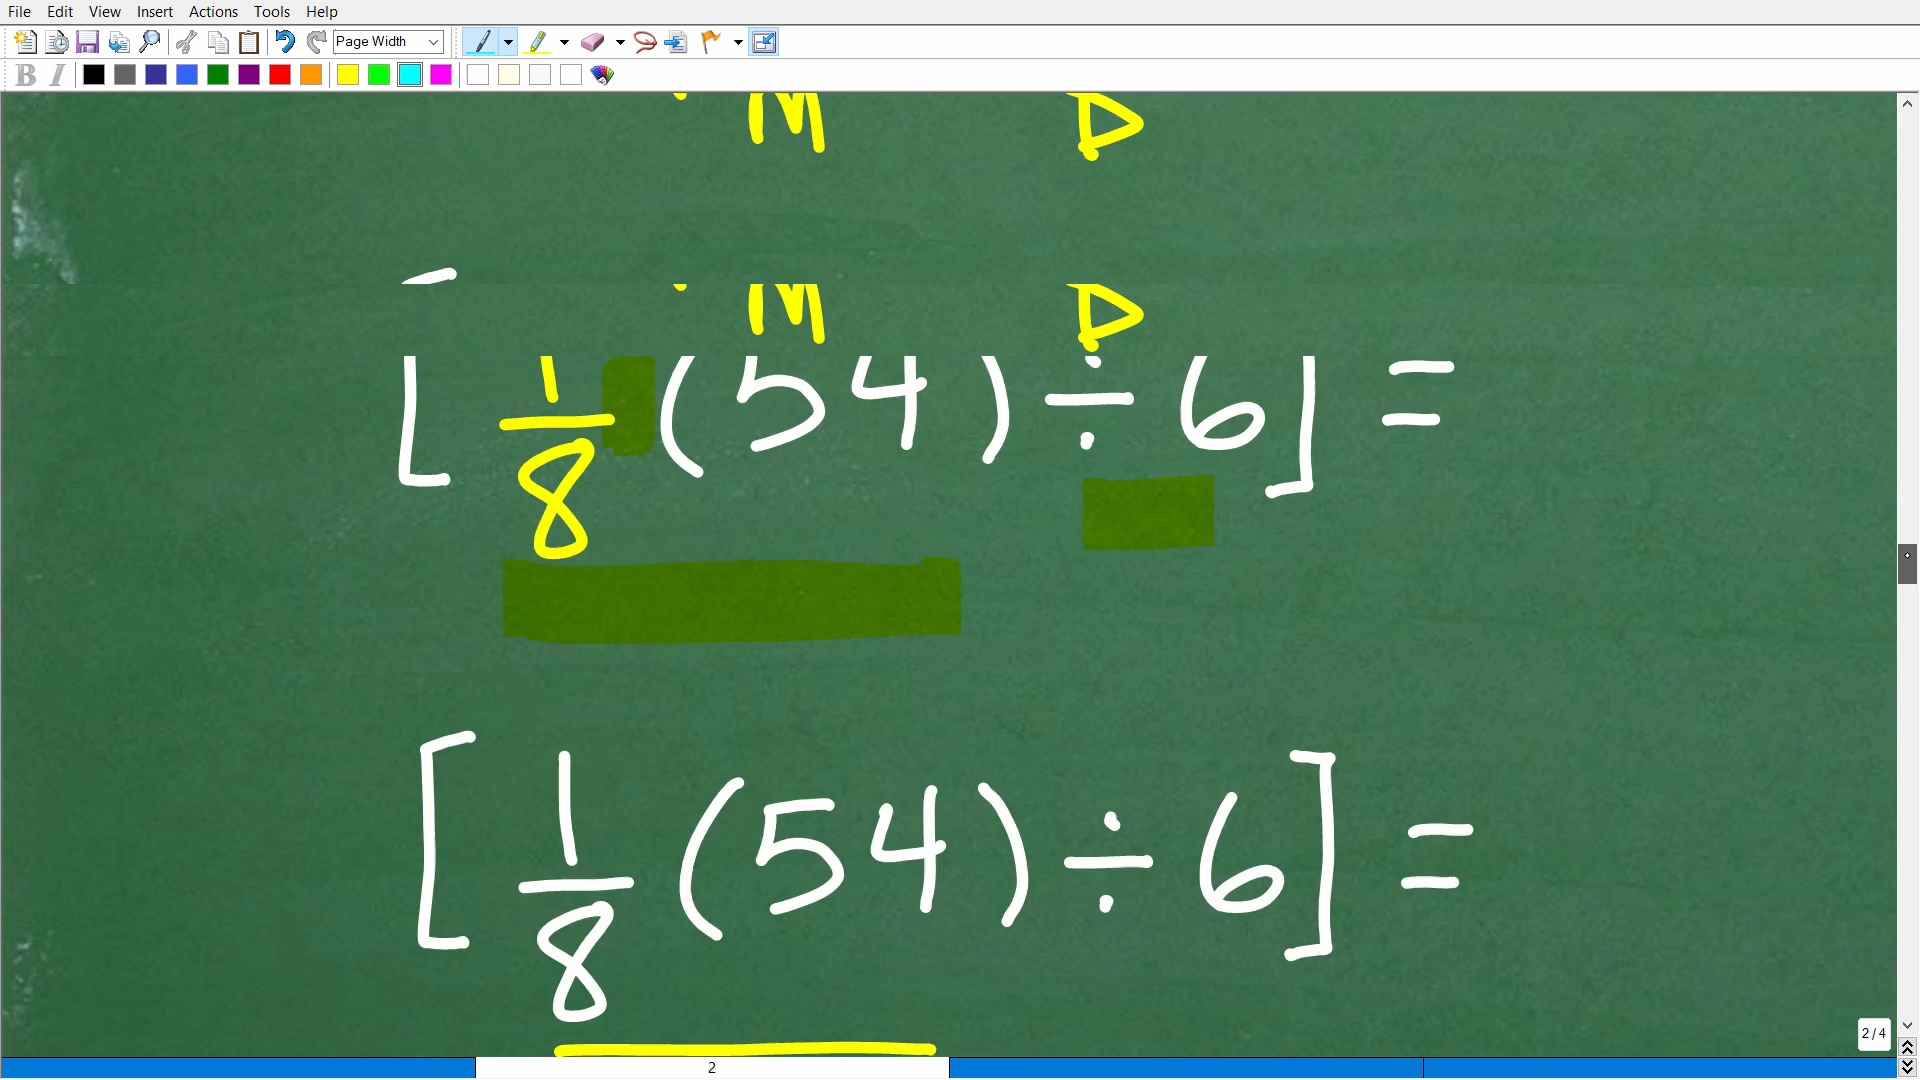 File Edit View Insert Actions Tools Help
Page Width
B I
M D
M D
[ 1/8 (54) ÷ 6 ] =
[ 1/8 (54) ÷ 6 ] =
2 / 4
2